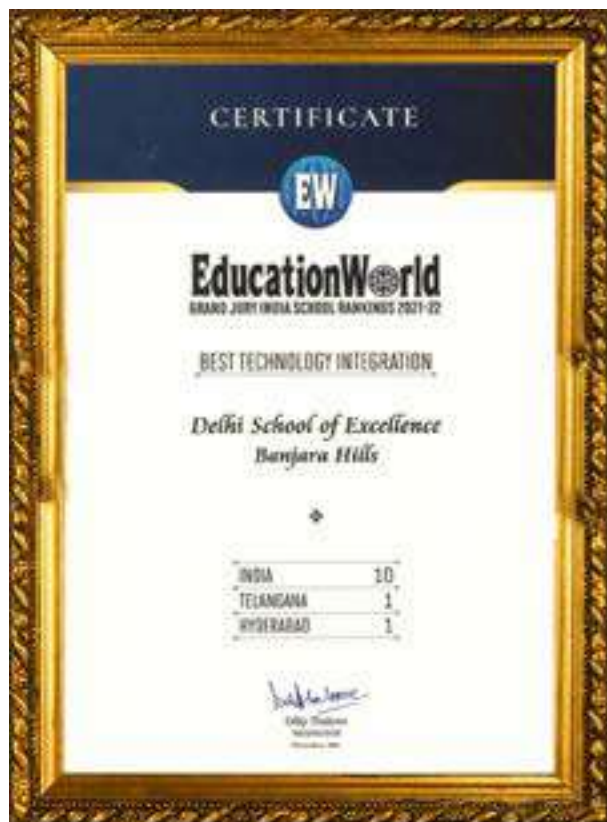 CERTIFICATE
EW
EducationWorld
GRAND JURY INDIA SCHOOL RANKINGS 2021-22
BEST TECHNOLOGY INTEGRATION
Delhi School of Excellence
Banjara Hills
INDIA 10
TELANGANA 1
HYDERABAD 1